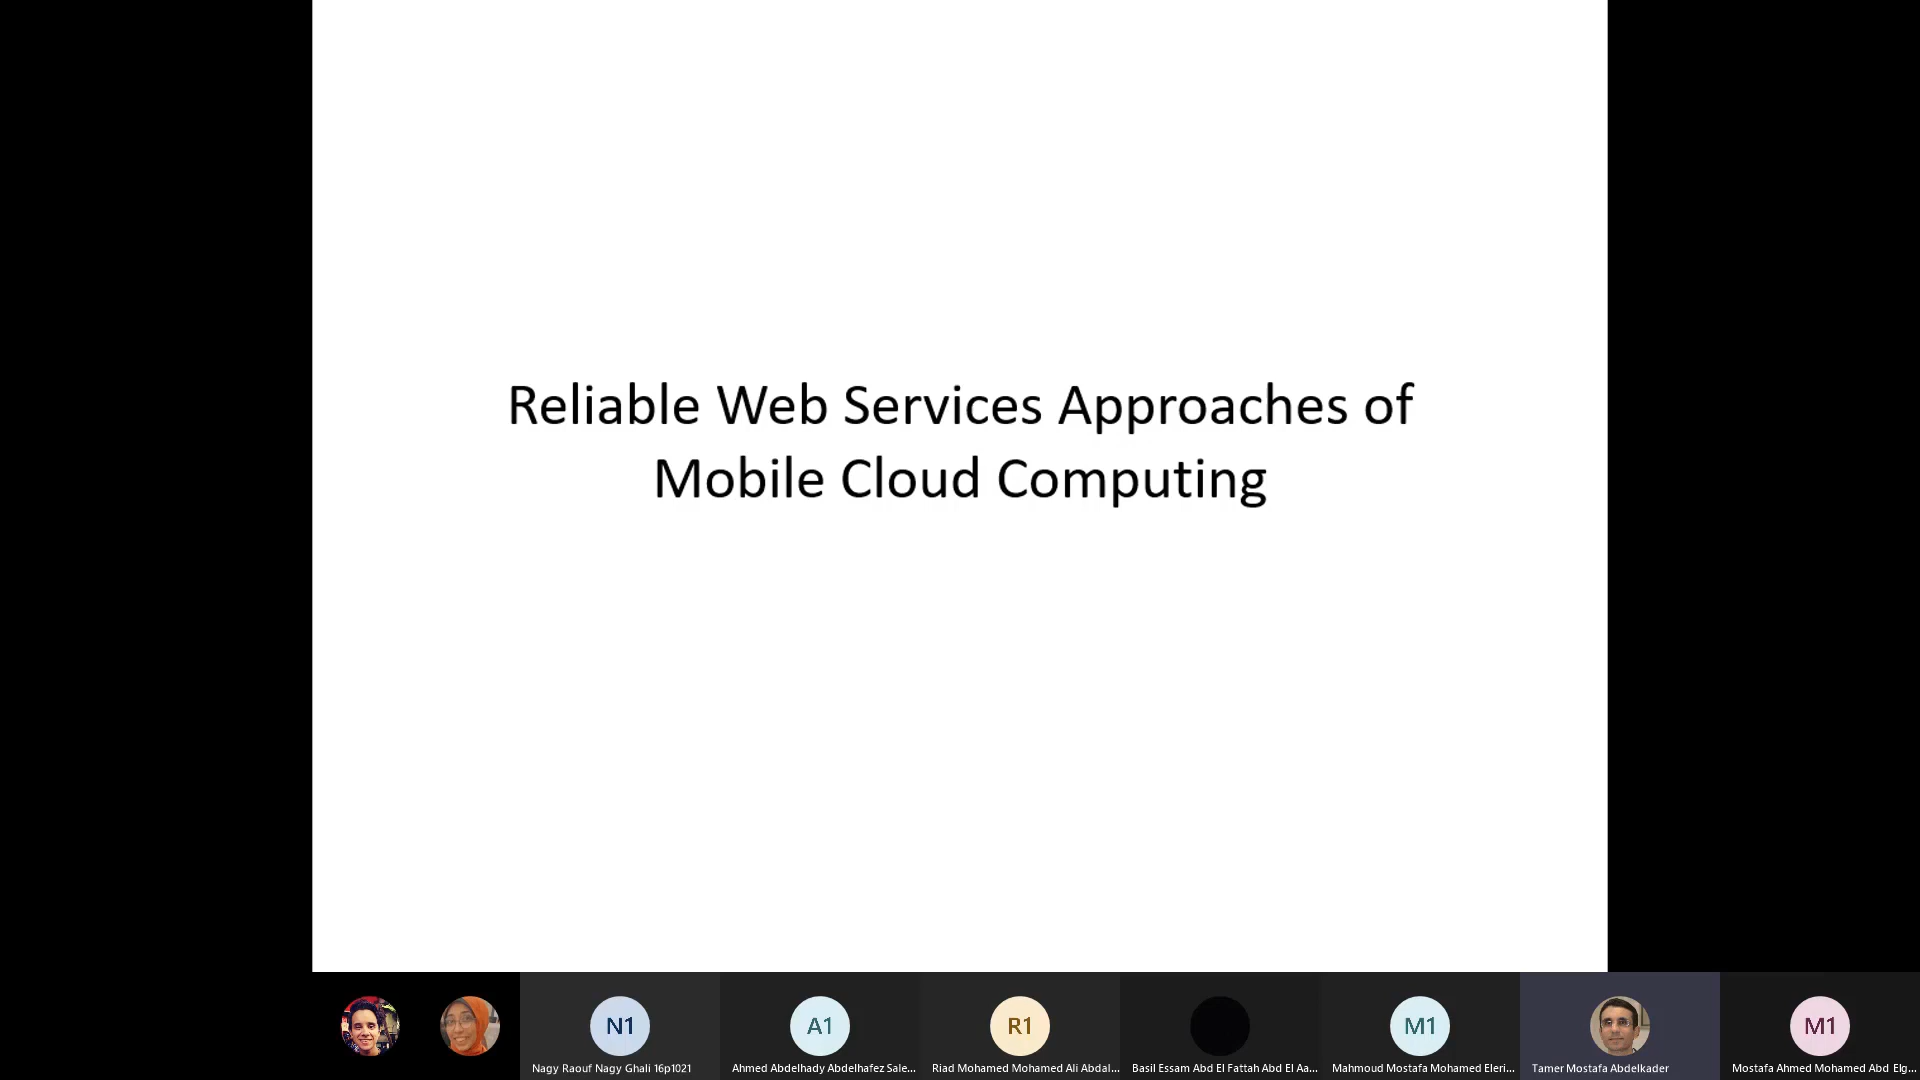 Reliable Web Services Approaches of
Mobile Cloud Computing
N1
A1
R1
M1
M1
Nagy Raouf Nagy Ghali 16p1021
Ahmed Abdelhady Abdelhafez Sale...
Riad Mohamed Mohamed Ali Abdal...
Basil Essam Abd El Fattah Abd El Aa...
Mahmoud Mostafa Mohamed Eleri...
Tamer Mostafa Abdelkader
Mostafa Ahmed Mohamed Abd Elg...